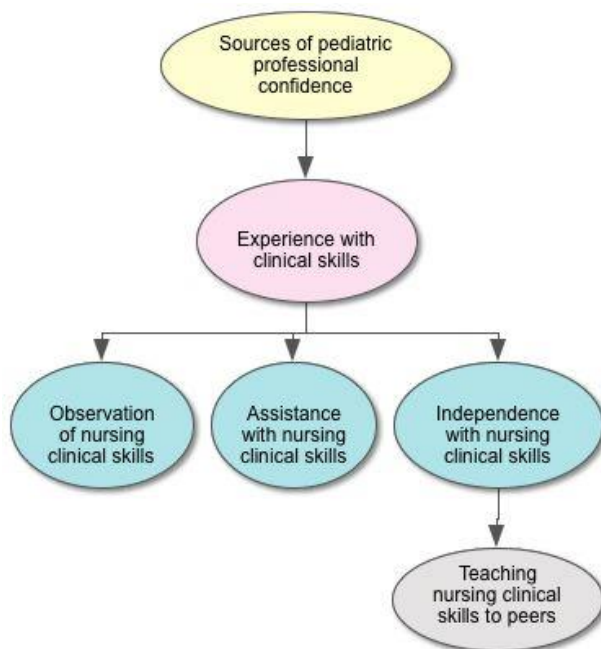 Sources of pediatric
professional
confidence
Experience with
clinical skills
Observation
of nursing
clinical skills
Assistance
with nursing
clinical skills
Independence
with nursing
clinical skills
Teaching
nursing clinical
skills to peers